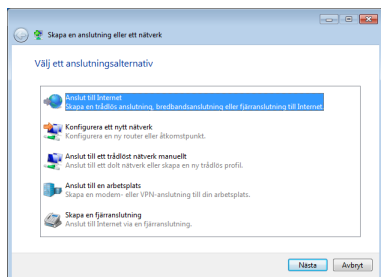 Skapa en anslutning eller ett nätverk
Välj ett anslutningsalternativ
Anslut till Internet
Skapa en trådlös anslutning, bredbandsanslutning eller fjärranslutning till Internet.
Konfigurera ett nytt nätverk
Konfigurera en ny router eller åtkomstpunkt.
Anslut till ett trådlöst nätverk manuellt
Anslut till ett dolt nätverk eller skapa en ny trådlös profil.
Anslut till en arbetsplats
Skapa en modem- eller VPN-anslutning till din arbetsplats.
Skapa en fjärranslutning
Anslut till Internet via en fjärranslutning.
Nästa
Avbryt